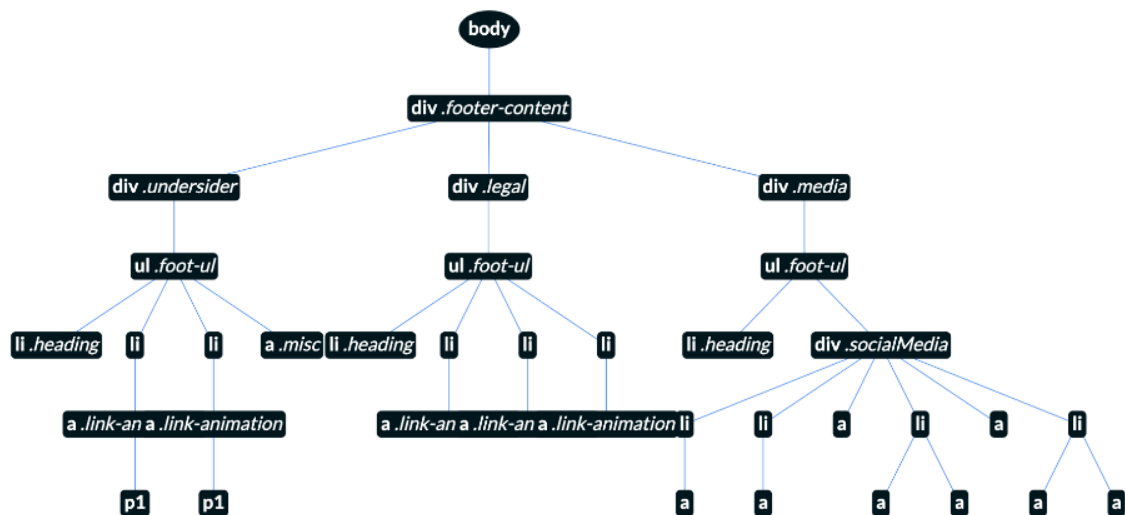 body
div .footer-content
div .undersider
div .legal
div .media
ul .foot-ul
ul .foot-ul
ul .foot-ul
li .heading
li
li
a .misc
li .heading
li
li
li
li .heading
div .socialMedia
a .link-an
a .link-animation
a .link-an
a .link-an
a .link-animation
li
li
a
li
a
li
p1
p1
a
a
a
a
a
a